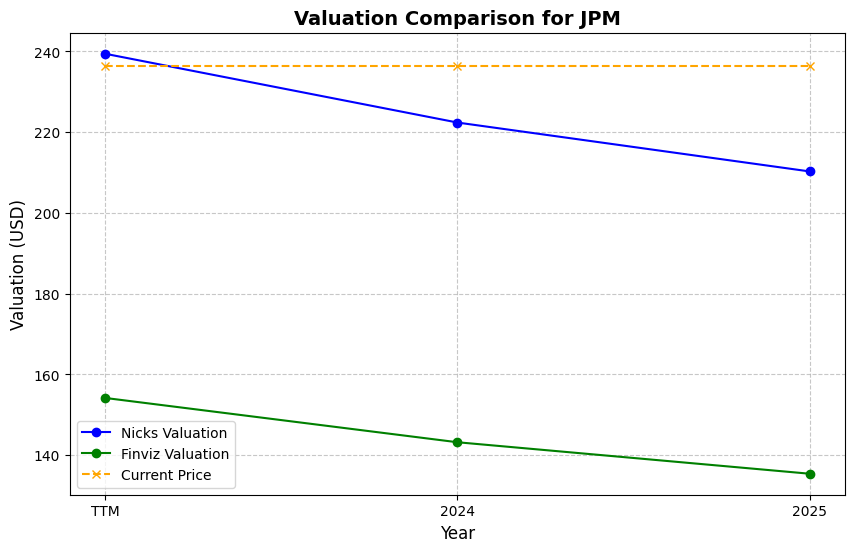 Valuation Comparison for JPM
Valuation (USD)
240
220
200
180
160
140
Nicks Valuation
Finviz Valuation
Current Price
TTM
2024
2025
Year